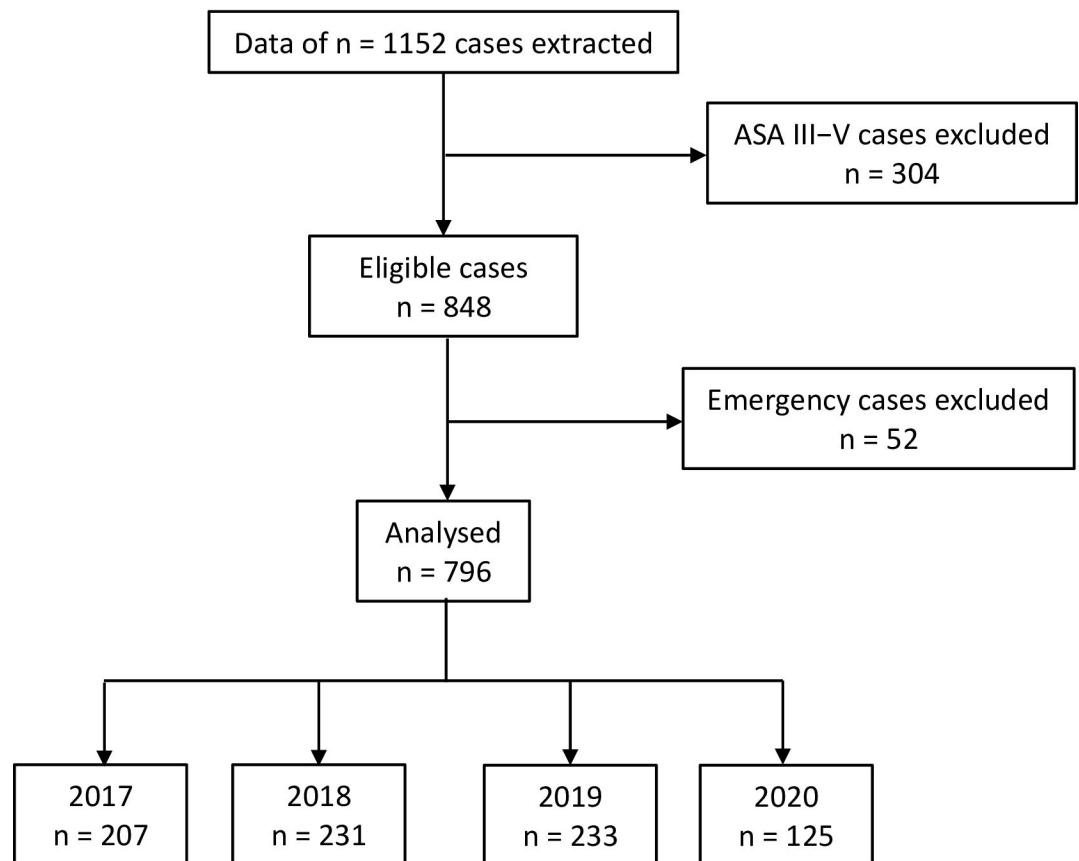 Data of n = 1152 cases extracted
ASA III−V cases excluded
n = 304
Eligible cases
n = 848
Emergency cases excluded
n = 52
Analysed
n = 796
2017
n = 207
2018
n = 231
2019
n = 233
2020
n = 125